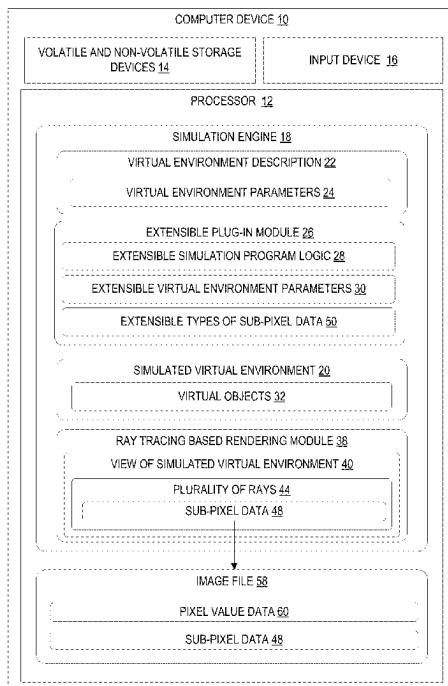 COMPUTER DEVICE 10
VOLATILE AND NON-VOLATILE STORAGE
DEVICES 14
INPUT DEVICE 16
PROCESSOR 12
SIMULATION ENGINE 18
VIRTUAL ENVIRONMENT DESCRIPTION 22
VIRTUAL ENVIRONMENT PARAMETERS 24
EXTENSIBLE PLUG-IN MODULE 26
EXTENSIBLE SIMULATION PROGRAM LOGIC 28
EXTENSIBLE VIRTUAL ENVIRONMENT PARAMETERS 30
EXTENSIBLE TYPES OF SUB-PIXEL DATA 50
SIMULATED VIRTUAL ENVIRONMENT 20
VIRTUAL OBJECTS 32
RAY TRACING BASED RENDERING MODULE 38
VIEW OF SIMULATED VIRTUAL ENVIRONMENT 40
PLURALITY OF RAYS 44
SUB-PIXEL DATA 48
IMAGE FILE 58
PIXEL VALUE DATA 60
SUB-PIXEL DATA 48